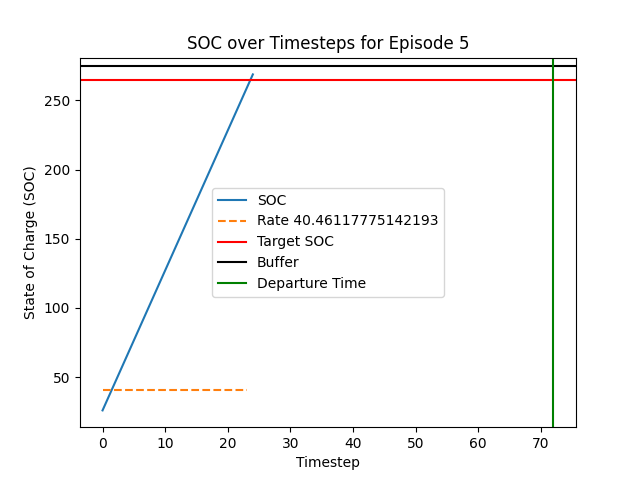 SOC over Timesteps for Episode 5
State of Charge (SOC)
250
200
150
100
50
SOC
Rate 40.46117775142193
Target SOC
Buffer
Departure Time
0 10 20 30 40 50 60 70
Timestep